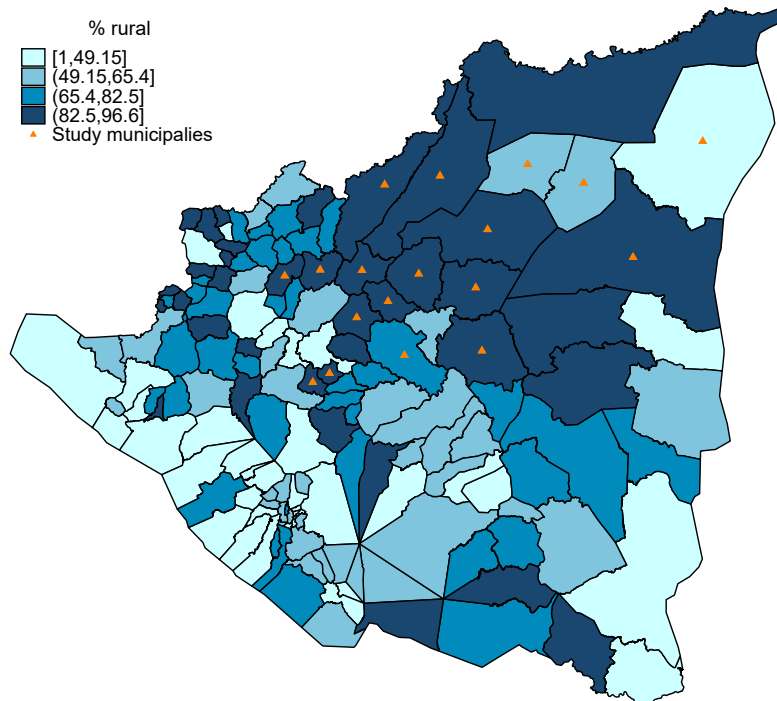 % rural
[1,49.15]
(49.15,65.4]
(65.4,82.5]
(82.5,96.6]
Study municipalies